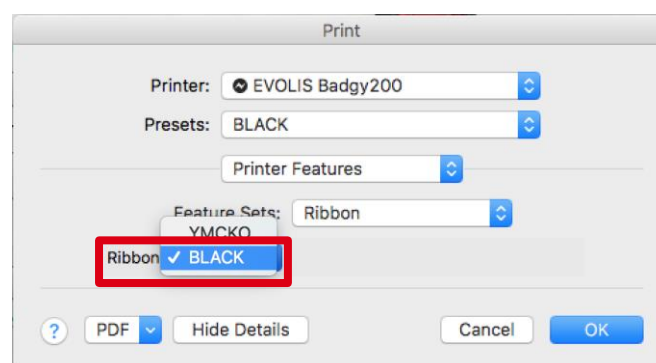 Print
Printer: EVOLIS Badgy200
Presets: BLACK
Printer Features
Feature Sets: Ribbon
YMCKO
Ribbon ✓ BLACK
? PDF Hide Details Cancel OK